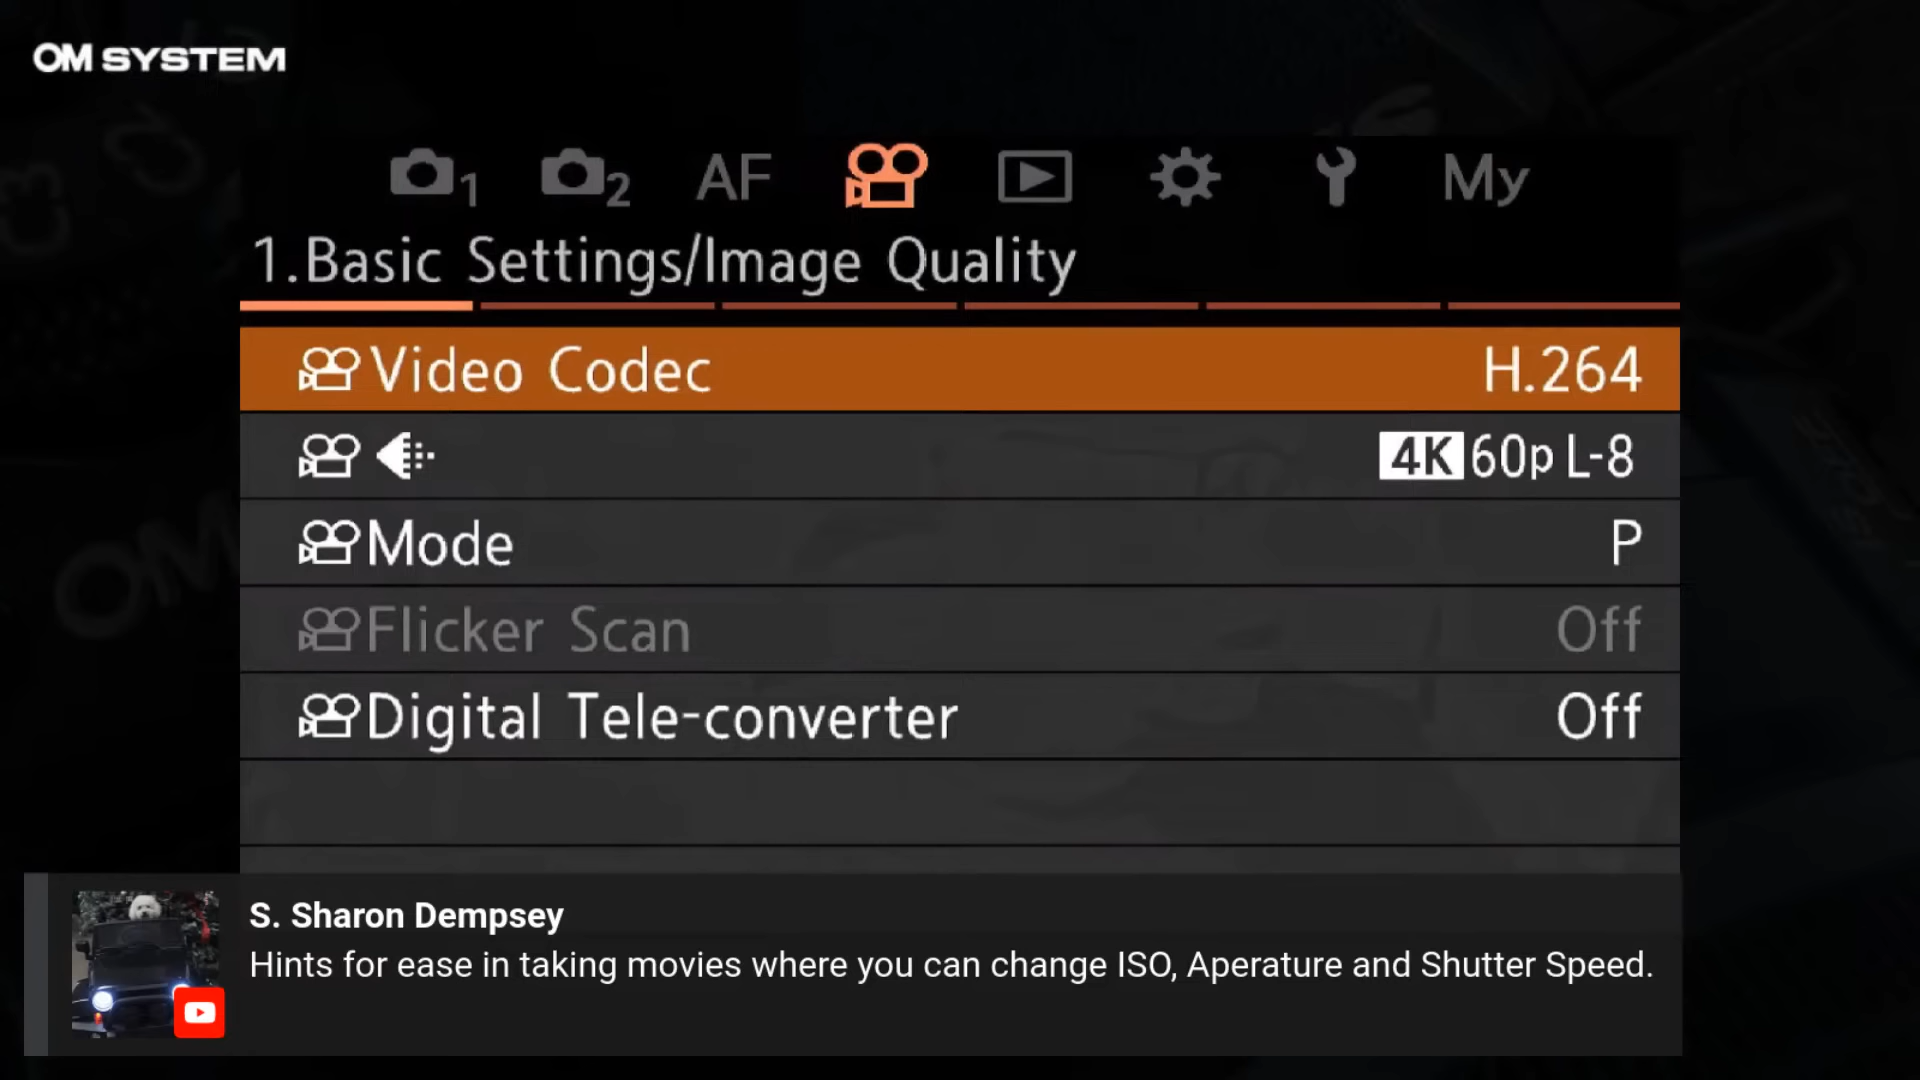 OM SYSTEM
1 2 AF My
1.Basic Settings/Image Quality
Video Codec H.264
4K 60p L-8
Mode P
Flicker Scan Off
Digital Tele-converter Off
S. Sharon Dempsey
Hints for ease in taking movies where you can change ISO, Aperature and Shutter Speed.